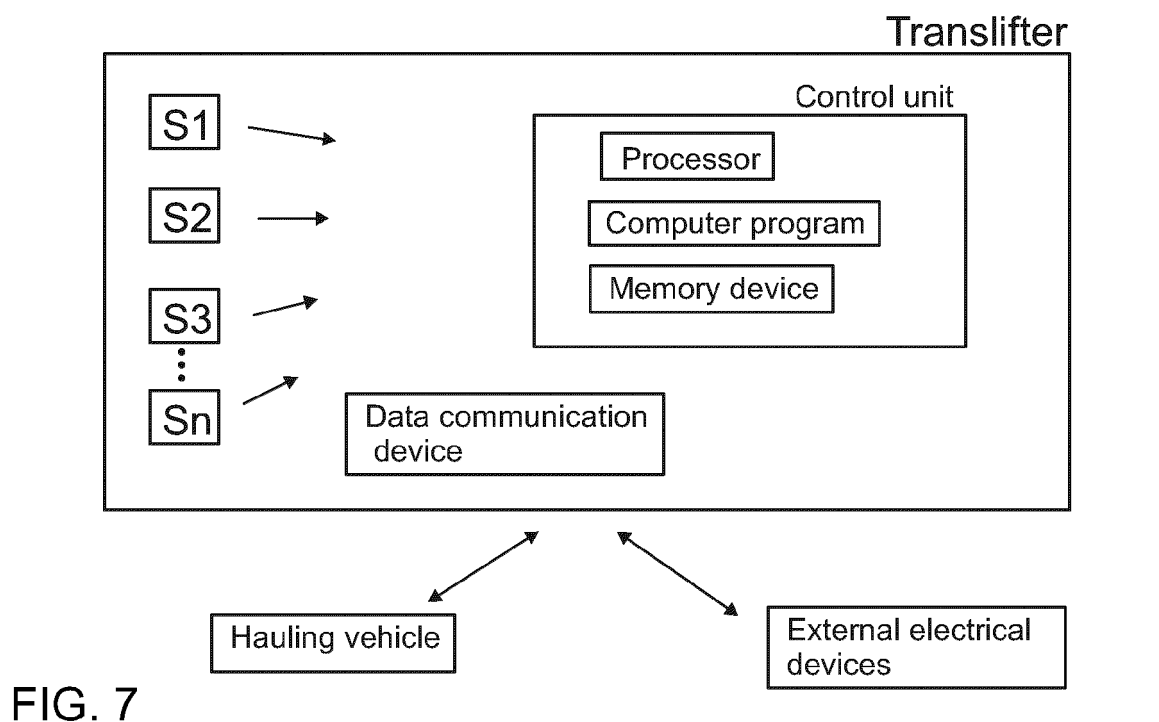 Translifter
Control unit
S1
S2
S3
Sn
Processor
Computer program
Memory device
Data communication
device
Hauling vehicle
External electrical
devices
FIG. 7